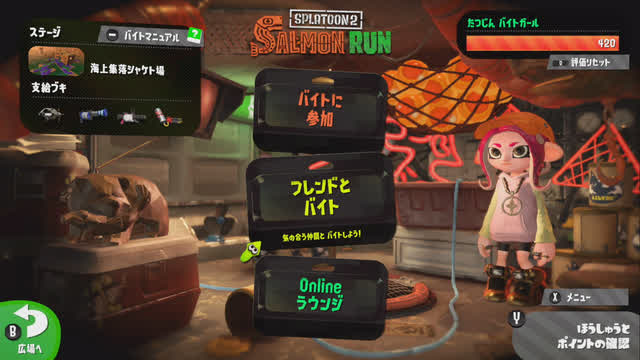 ステージ
バイトマニュアル
?
海上集落シャケト場
支給ブキ
SPLATOON 2
SALMON RUN
たつじん バイトガール
420
評価リセット
バイトに
参加
フレンドと
バイト
気の合う仲間と バイトしよう!
Online
ラウンジ
B
広場へ
X メニュー
Y
ほうしゅうと
ポイントの確認